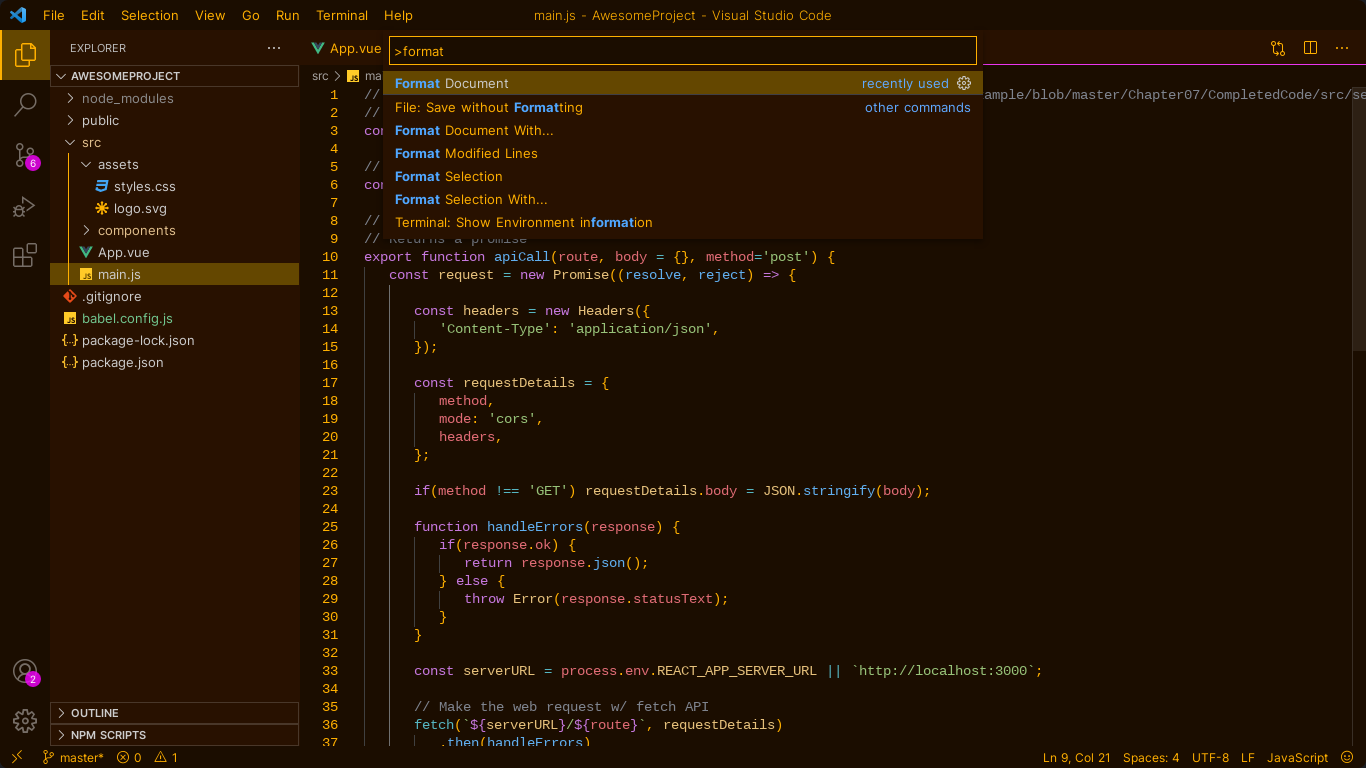 File Edit Selection View Go Run Terminal Help main.js - AwesomeProject - Visual Studio Code
EXPLORER
App.vue
>format
AWESOMEPROJECT
src
node_modules
public
src
assets
styles.css
logo.svg
components
App.vue
main.js
.gitignore
babel.config.js
package-lock.json
package.json
OUTLINE
NPM SCRIPTS
6
2
Format Document recently used
File: Save without Formatting other commands
Format Document With...
Format Modified Lines
Format Selection
Format Selection With...
Terminal: Show Environment information
1 // ample/blob/master/Chapter07/CompletedCode/src/se
2 //
3 con
4
5 //
6 con
7
8 //
9 // Returns a promise
10 export function apiCall(route, body = {}, method='post') {
11 const request = new Promise((resolve, reject) => {
12
13 const headers = new Headers({
14 'Content-Type': 'application/json',
15 });
16
17 const requestDetails = {
18 method,
19 mode: 'cors',
20 headers,
21 };
22
23 if(method !== 'GET') requestDetails.body = JSON.stringify(body);
24
25 function handleErrors(response) {
26 if(response.ok) {
27 return response.json();
28 } else {
29 throw Error(response.statusText);
30 }
31 }
32
33 const serverURL = process.env.REACT_APP_SERVER_URL || `http://localhost:3000`;
34
35 // Make the web request w/ fetch API
36 fetch(`${serverURL}/${route}`, requestDetails)
37 .then(handleErrors)
master* 0 1 Ln 9, Col 21 Spaces: 4 UTF-8 LF JavaScript